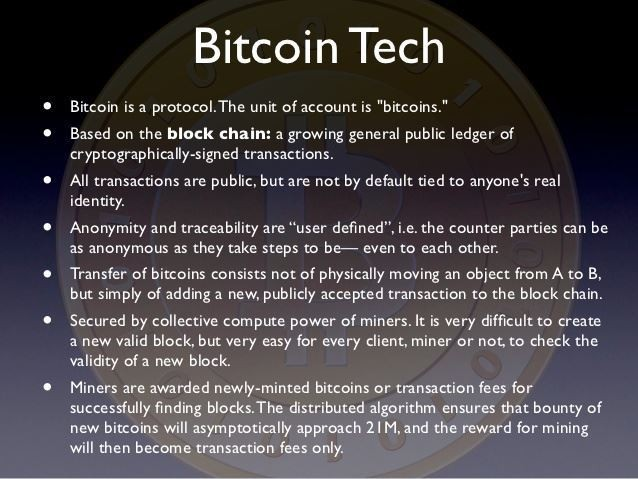 Bitcoin Tech
• Bitcoin is a protocol. The unit of account is "bitcoins."
• Based on the block chain: a growing general public ledger of
cryptographically-signed transactions.
• All transactions are public, but are not by default tied to anyone's real
identity.
• Anonymity and traceability are “user defined”, i.e. the counter parties can be
as anonymous as they take steps to be— even to each other.
• Transfer of bitcoins consists not of physically moving an object from A to B,
but simply of adding a new, publicly accepted transaction to the block chain.
• Secured by collective compute power of miners. It is very difficult to create
a new valid block, but very easy for every client, miner or not, to check the
validity of a new block.
• Miners are awarded newly-minted bitcoins or transaction fees for
successfully finding blocks. The distributed algorithm ensures that bounty of
new bitcoins will asymptotically approach 21M, and the reward for mining
will then become transaction fees only.